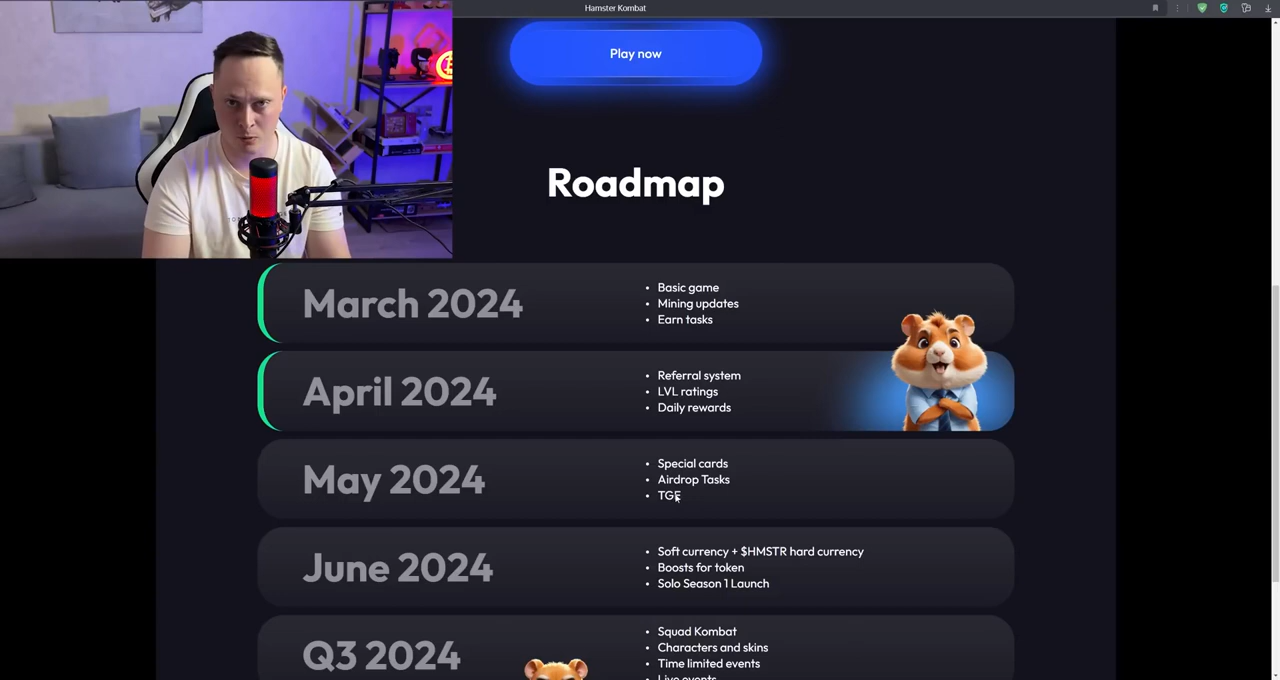 Hamster Kombat
Play now
Roadmap
March 2024
• Basic game
• Mining updates
• Earn tasks
April 2024
• Referral system
• LVL ratings
• Daily rewards
May 2024
• Special cards
• Airdrop Tasks
• TGE
June 2024
• Soft currency + $HMSTR hard currency
• Boosts for token
• Solo Season 1 Launch
Q3 2024
• Squad Kombat
• Characters and skins
• Time limited events
• Live events